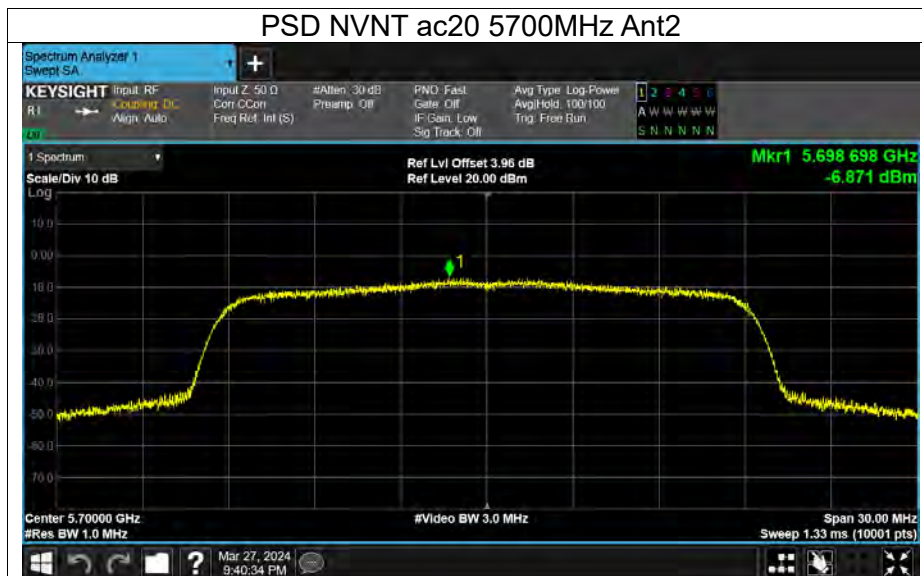 PSD NVNT ac20 5700MHz Ant2
Spectrum Analyzer 1
Swept SA
+
KEYSIGHT Input: RF
Coupling: DC
Align: Auto
Input Z: 50 Ω
Corr CCorr
Freq Ref: Int (S)
#Atten: 30 dB
Preamp: Off
PNO: Fast
Gate: Off
IF Gain: Low
Sig Track: Off
Avg Type: Log-Power
Avg|Hold: 100/100
Trig: Free Run
1 2 3 4 5 6
A W W W W W
S N N N N N
1 Spectrum
Scale/Div 10 dB
Log
Ref Lvl Offset 3.96 dB
Ref Level 20.00 dBm
Mkr1 5.698 698 GHz
-6.871 dBm
10.0
0.00
-10.0
-20.0
-30.0
-40.0
-50.0
-60.0
-70.0
1
Center 5.70000 GHz
#Res BW 1.0 MHz
#Video BW 3.0 MHz
Span 30.00 MHz
Sweep 1.33 ms (10001 pts)
?
Mar 27, 2024
9:40:34 PM